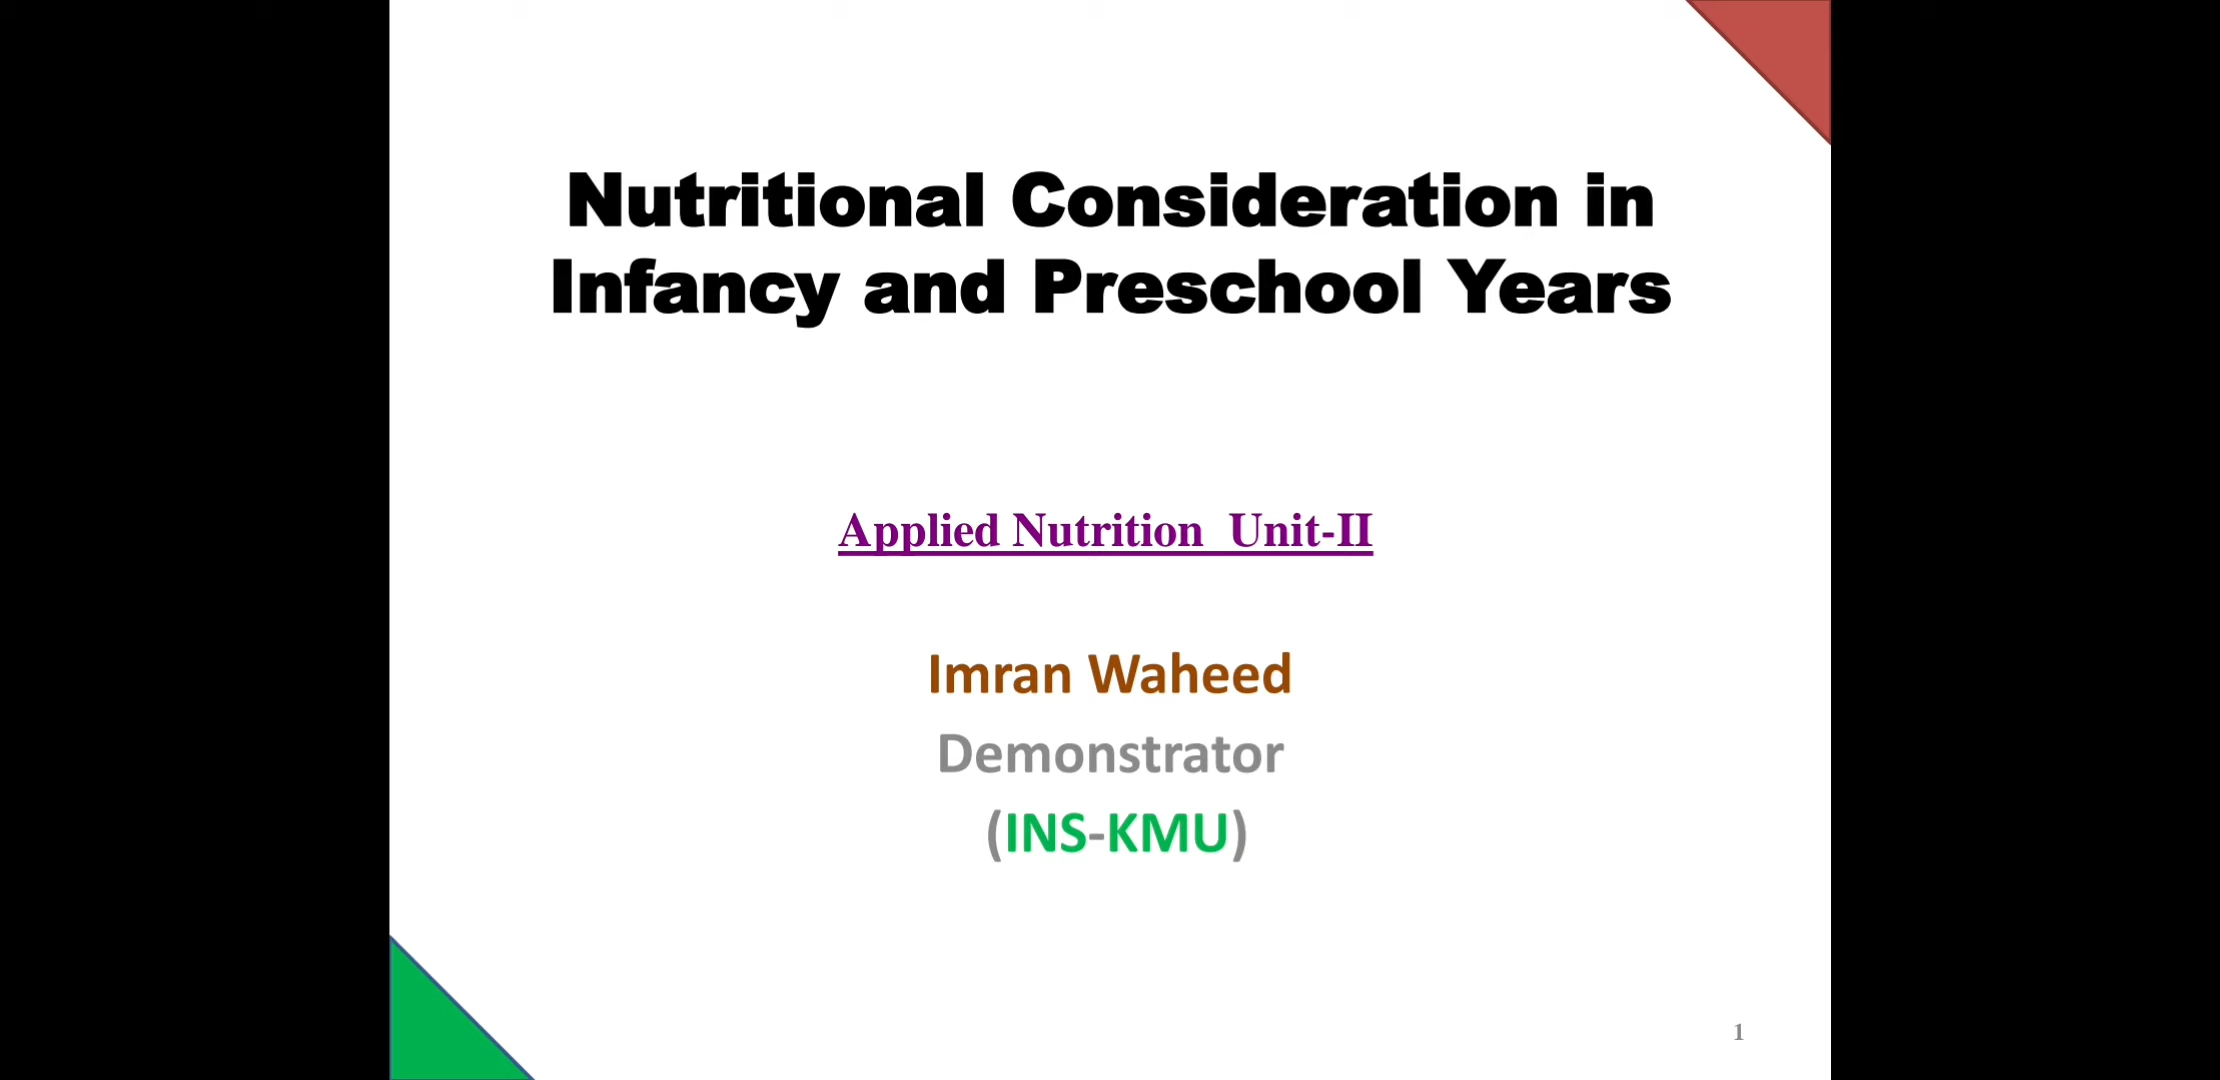 Nutritional Consideration in
Infancy and Preschool Years
Applied Nutrition  Unit-II
Imran Waheed
Demonstrator
(INS-KMU)
1